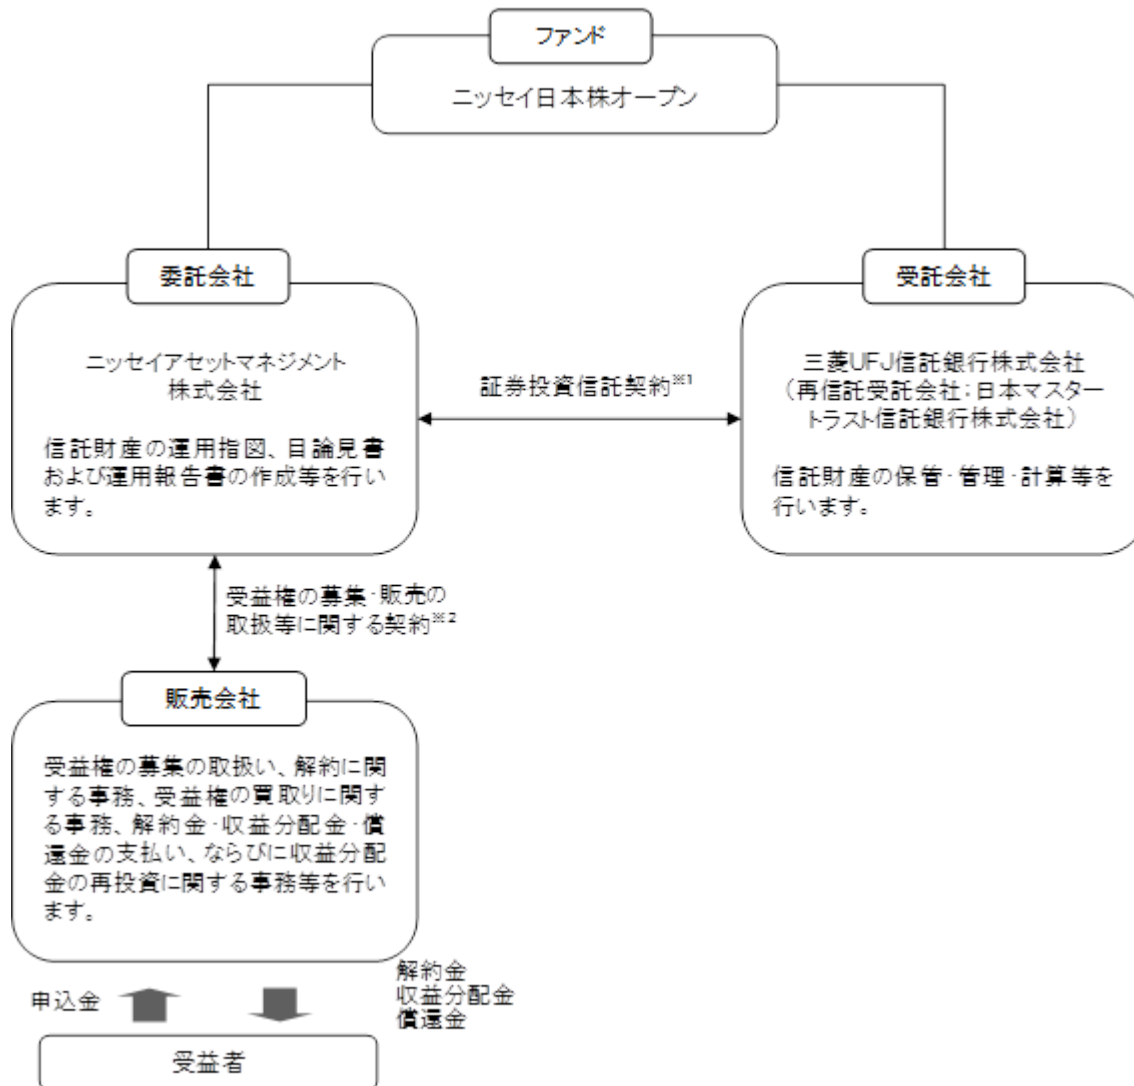 ファンド
ニッセイ日本株オープン
委託会社
ニッセイアセットマネジメント
株式会社
信託財産の運用指図、目論見書
および運用報告書の作成等を行い
ます。
証券投資信託契約※1
受託会社
三菱UFJ信託銀行株式会社
（再信託受託会社：日本マスター
トラスト信託銀行株式会社）
信託財産の保管・管理・計算等を
行います。
受益権の募集・販売の
取扱等に関する契約※2
販売会社
受益権の募集の取扱い、解約に関
する事務、受益権の買取りに関す
る事務、解約金・収益分配金・償
還金の支払い、ならびに収益分配
金の再投資に関する事務等を行い
ます。
申込金
解約金
収益分配金
償還金
受益者